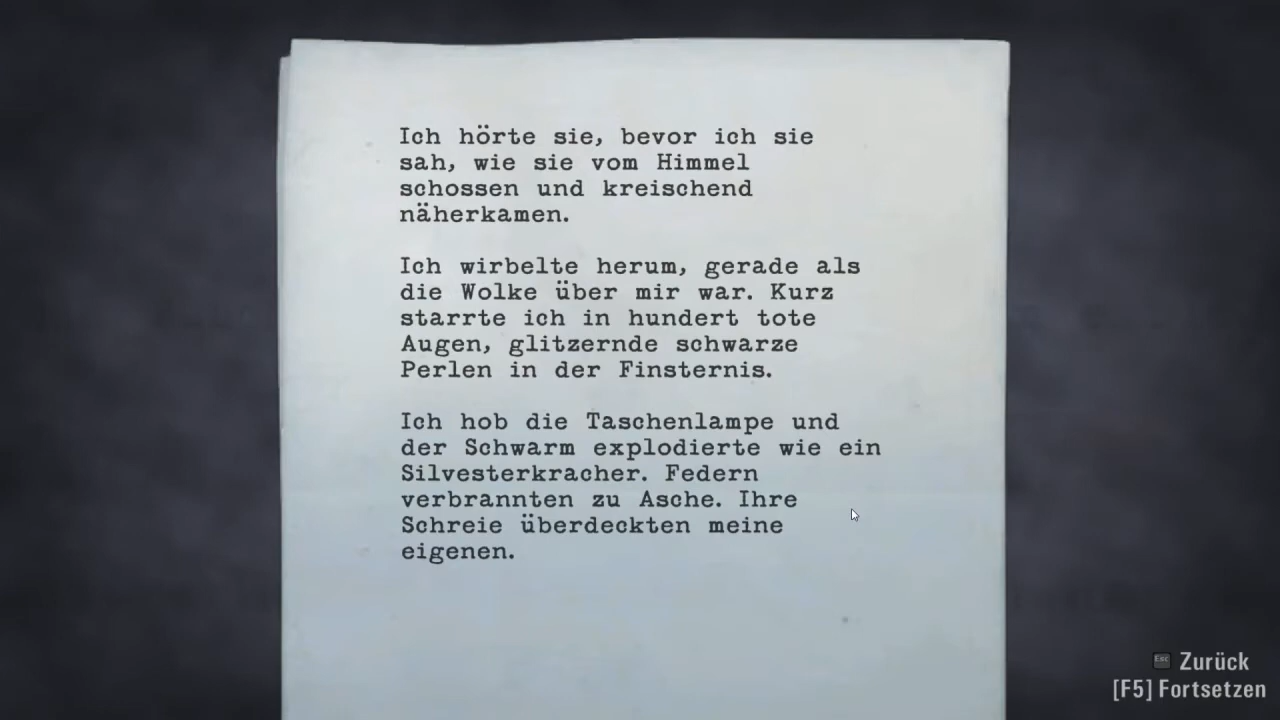 Ich hörte sie, bevor ich sie
sah, wie sie vom Himmel
schossen und kreischend
näherkamen.
Ich wirbelte herum, gerade als
die Wolke über mir war. Kurz
starrte ich in hundert tote
Augen, glitzernde schwarze
Perlen in der Finsternis.
Ich hob die Taschenlampe und
der Schwarm explodierte wie ein
Silvesterkracher. Federn
verbrannten zu Asche. Ihre
Schreie überdeckten meine
eigenen.
Esc Zurück
[F5] Fortsetzen